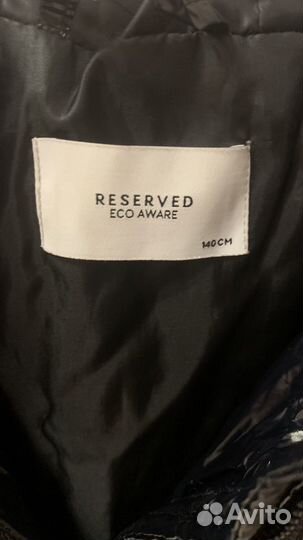 RESERVED
ECO AWARE
140CM
Avito